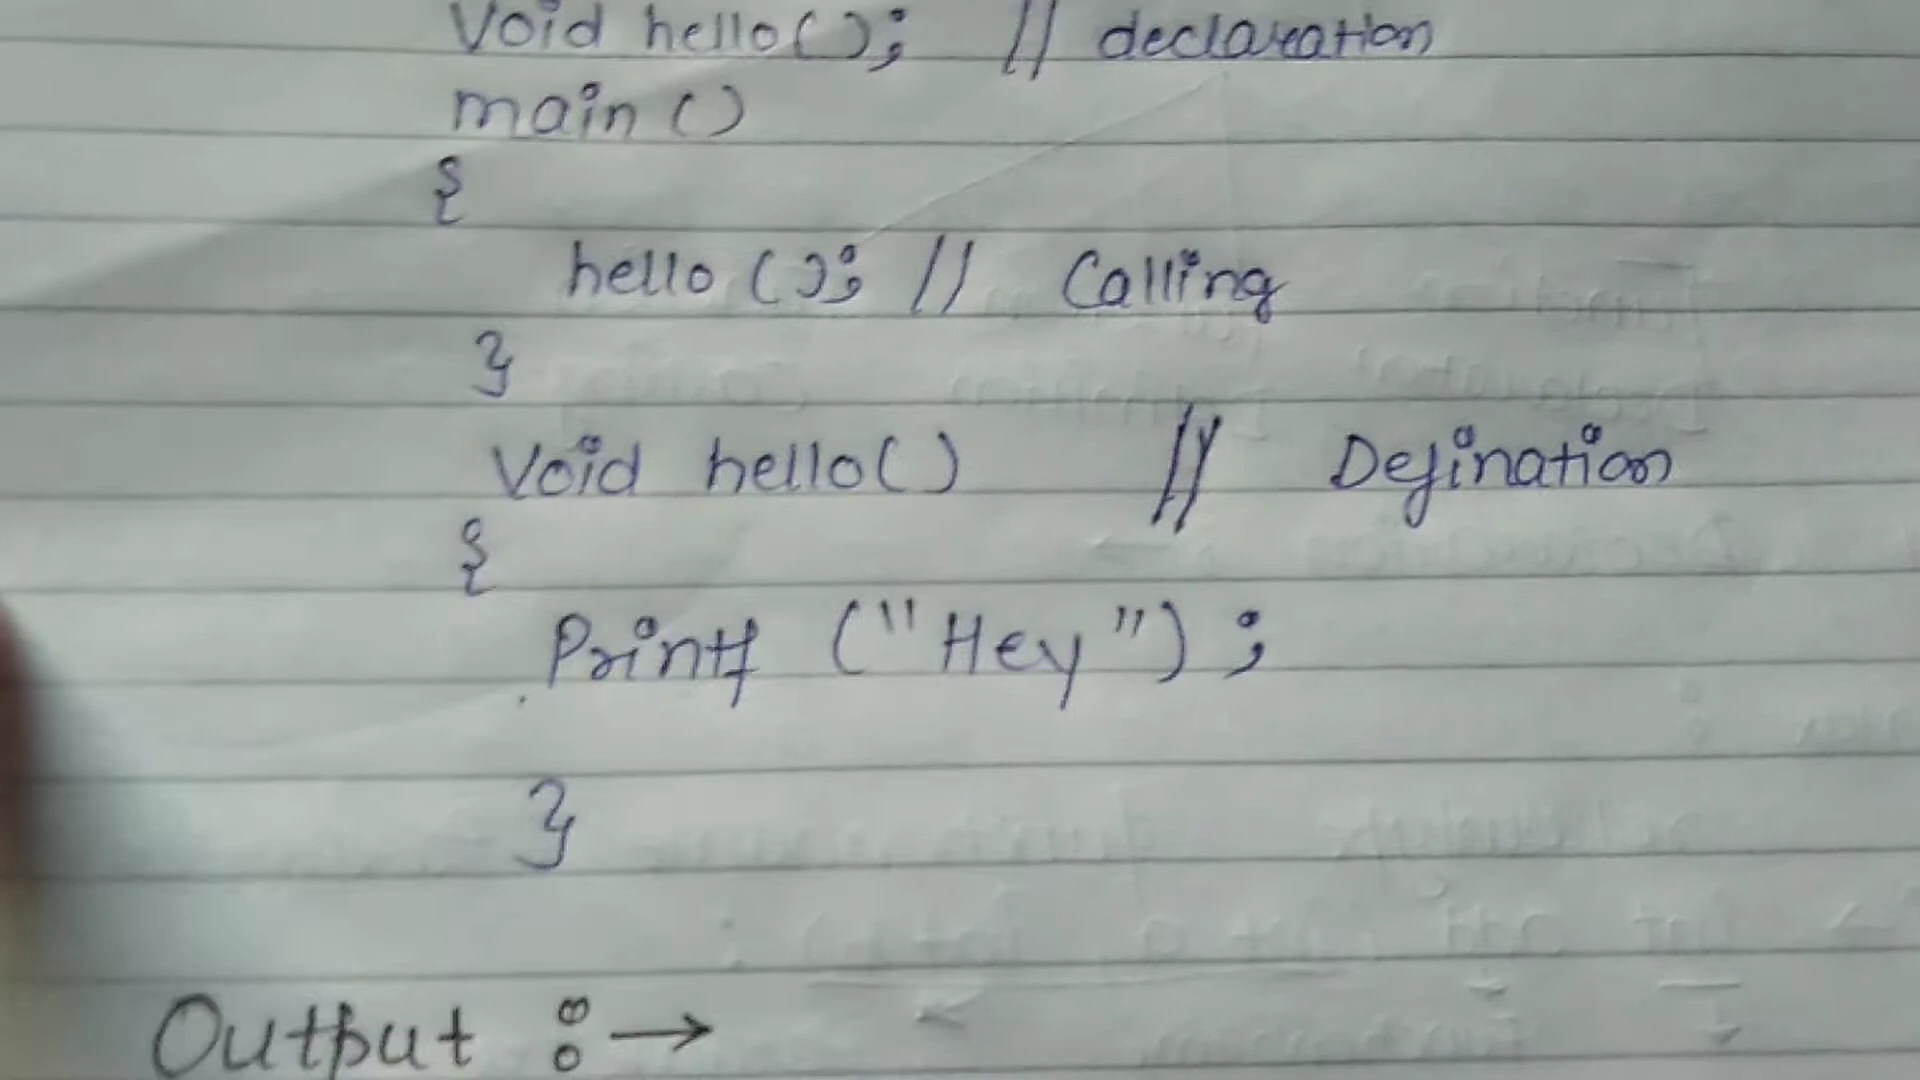 Void hello(); // declaration
main()
{
hello(); // Calling
}
Void hello() // Defination
{
Printf ("Hey");
}
Output :→